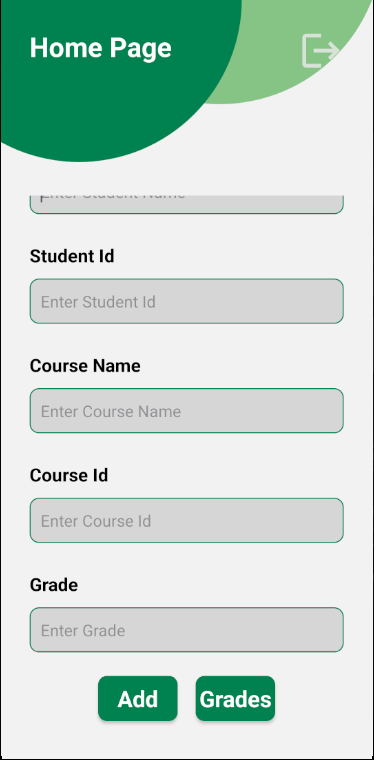 Home Page
Enter Student Name
Student Id
Enter Student Id
Course Name
Enter Course Name
Course Id
Enter Course Id
Grade
Enter Grade
Add
Grades